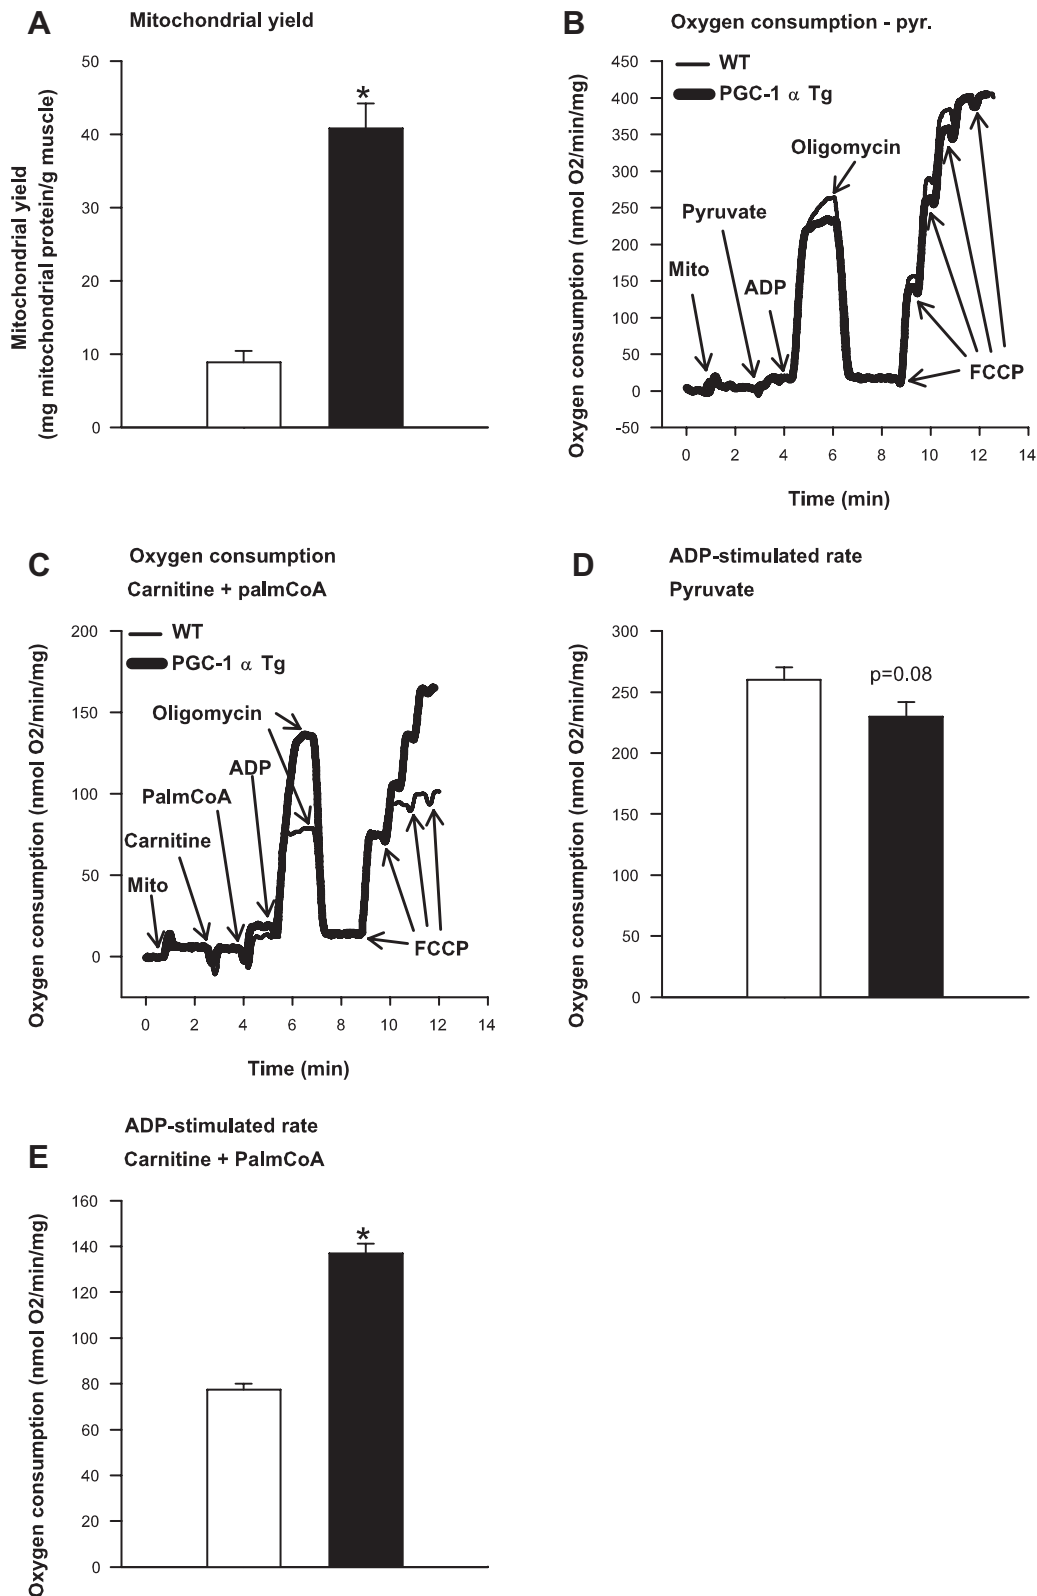 A
Mitochondrial yield
Mitochondrial yield
(mg mitochondrial protein/g muscle)
50
40
30
20
10
0
*
B
Oxygen consumption - pyr.
WT
PGC-1 α Tg
Oxygen consumption (nmol O2/min/mg)
450
400
350
300
250
200
150
100
50
0
-50
Oligomycin
Pyruvate
Mito
ADP
FCCP
0 2 4 6 8 10 12 14
Time (min)
C
Oxygen consumption
Carnitine + palmCoA
WT
PGC-1 α Tg
Oxygen consumption (nmol O2/min/mg)
200
150
100
50
0
Oligomycin
ADP
PalmCoA
Carnitine
Mito
FCCP
0 2 4 6 8 10 12 14
Time (min)
D
ADP-stimulated rate
Pyruvate
Oxygen consumption (nmol O2/min/mg)
300
250
200
150
100
50
0
p=0.08
E
ADP-stimulated rate
Carnitine + PalmCoA
Oxygen consumption (nmol O2/min/mg)
160
140
120
100
80
60
40
20
0
*